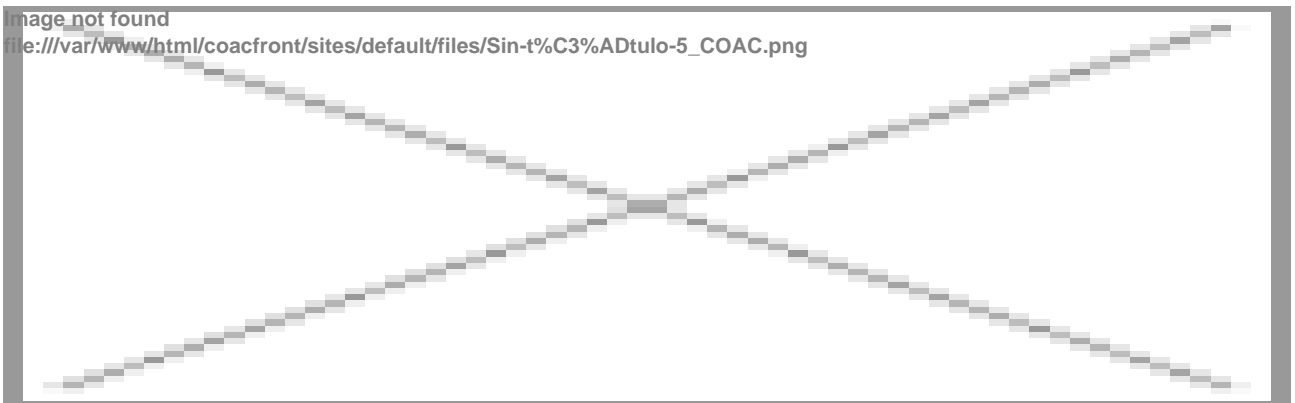 Image not found
file:///var/www/html/coacfront/sites/default/files/Sin-t%C3%ADtulo-5_COAC.png